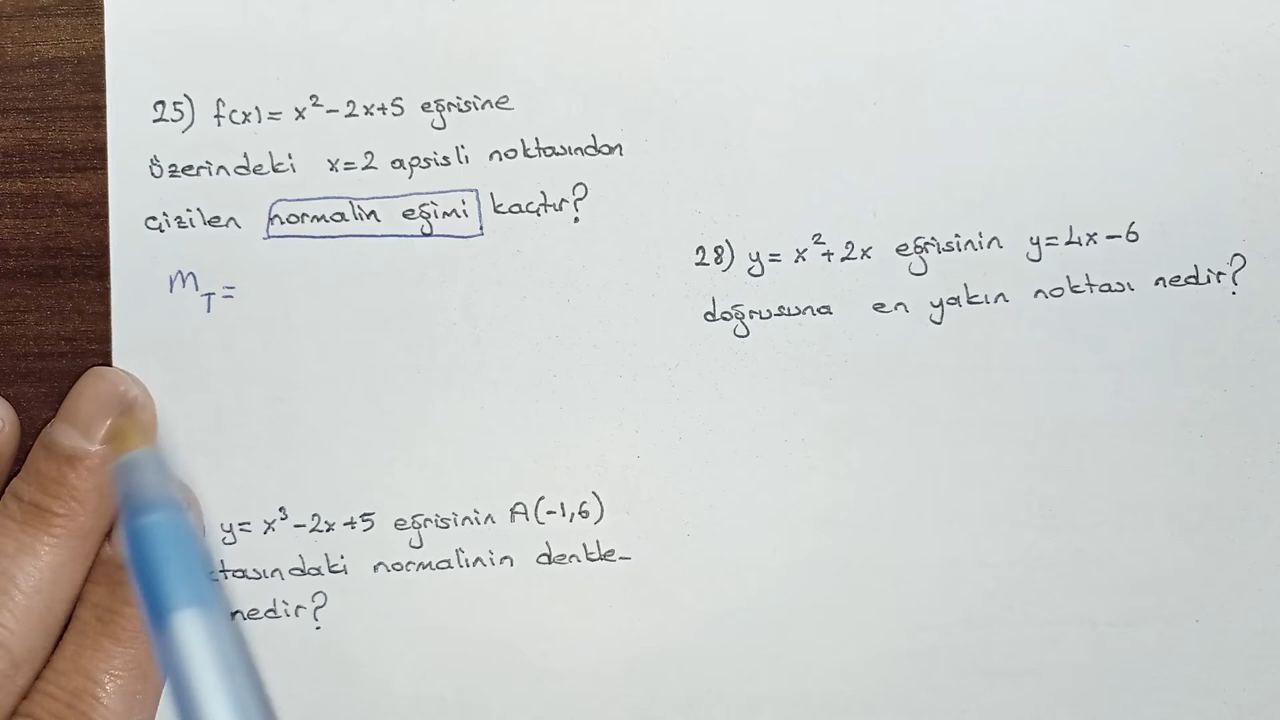 25) f(x) = x² - 2x + 5 eğrisine
üzerindeki x=2 apsisli noktasından
çizilen normalin eğimi kaçtır?
m_T =
y = x³ - 2x + 5 eğrisinin A(-1,6)
normalinin denkle-
nedir?
28) y = x² + 2x eğrisinin y = 4x - 6
doğrusuna en yakın noktası nedir?